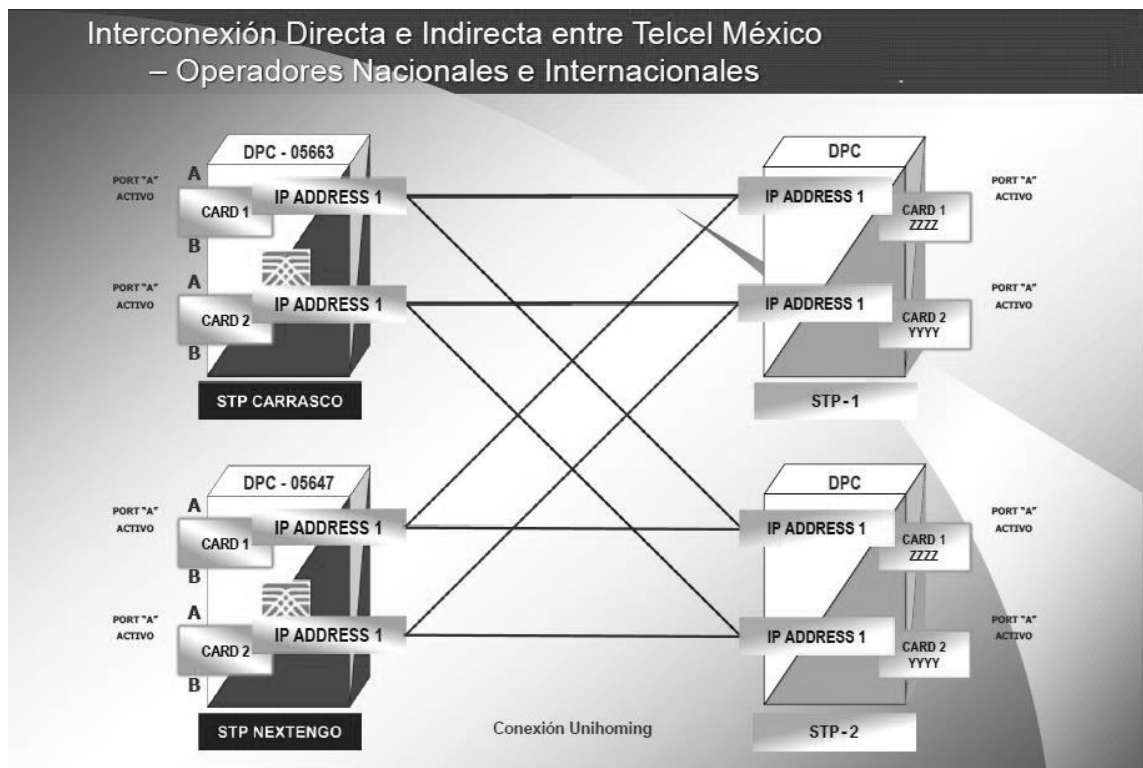 Interconexión Directa e Indirecta entre Telcel México
– Operadores Nacionales e Internacionales
DPC - 05663
PORT "A"
ACTIVO
A
CARD 1
B
IP ADDRESS 1
PORT "A"
ACTIVO
A
CARD 2
B
IP ADDRESS 1
STP CARRASCO
DPC
IP ADDRESS 1
CARD 1
ZZZZ
PORT "A"
ACTIVO
IP ADDRESS 1
CARD 2
YYYY
PORT "A"
ACTIVO
STP-1
DPC - 05647
PORT "A"
ACTIVO
A
CARD 1
B
IP ADDRESS 1
PORT "A"
ACTIVO
A
CARD 2
B
IP ADDRESS 1
STP NEXTENGO
Conexión Unihoming
DPC
IP ADDRESS 1
CARD 1
ZZZZ
PORT "A"
ACTIVO
IP ADDRESS 1
CARD 2
YYYY
PORT "A"
ACTIVO
STP-2